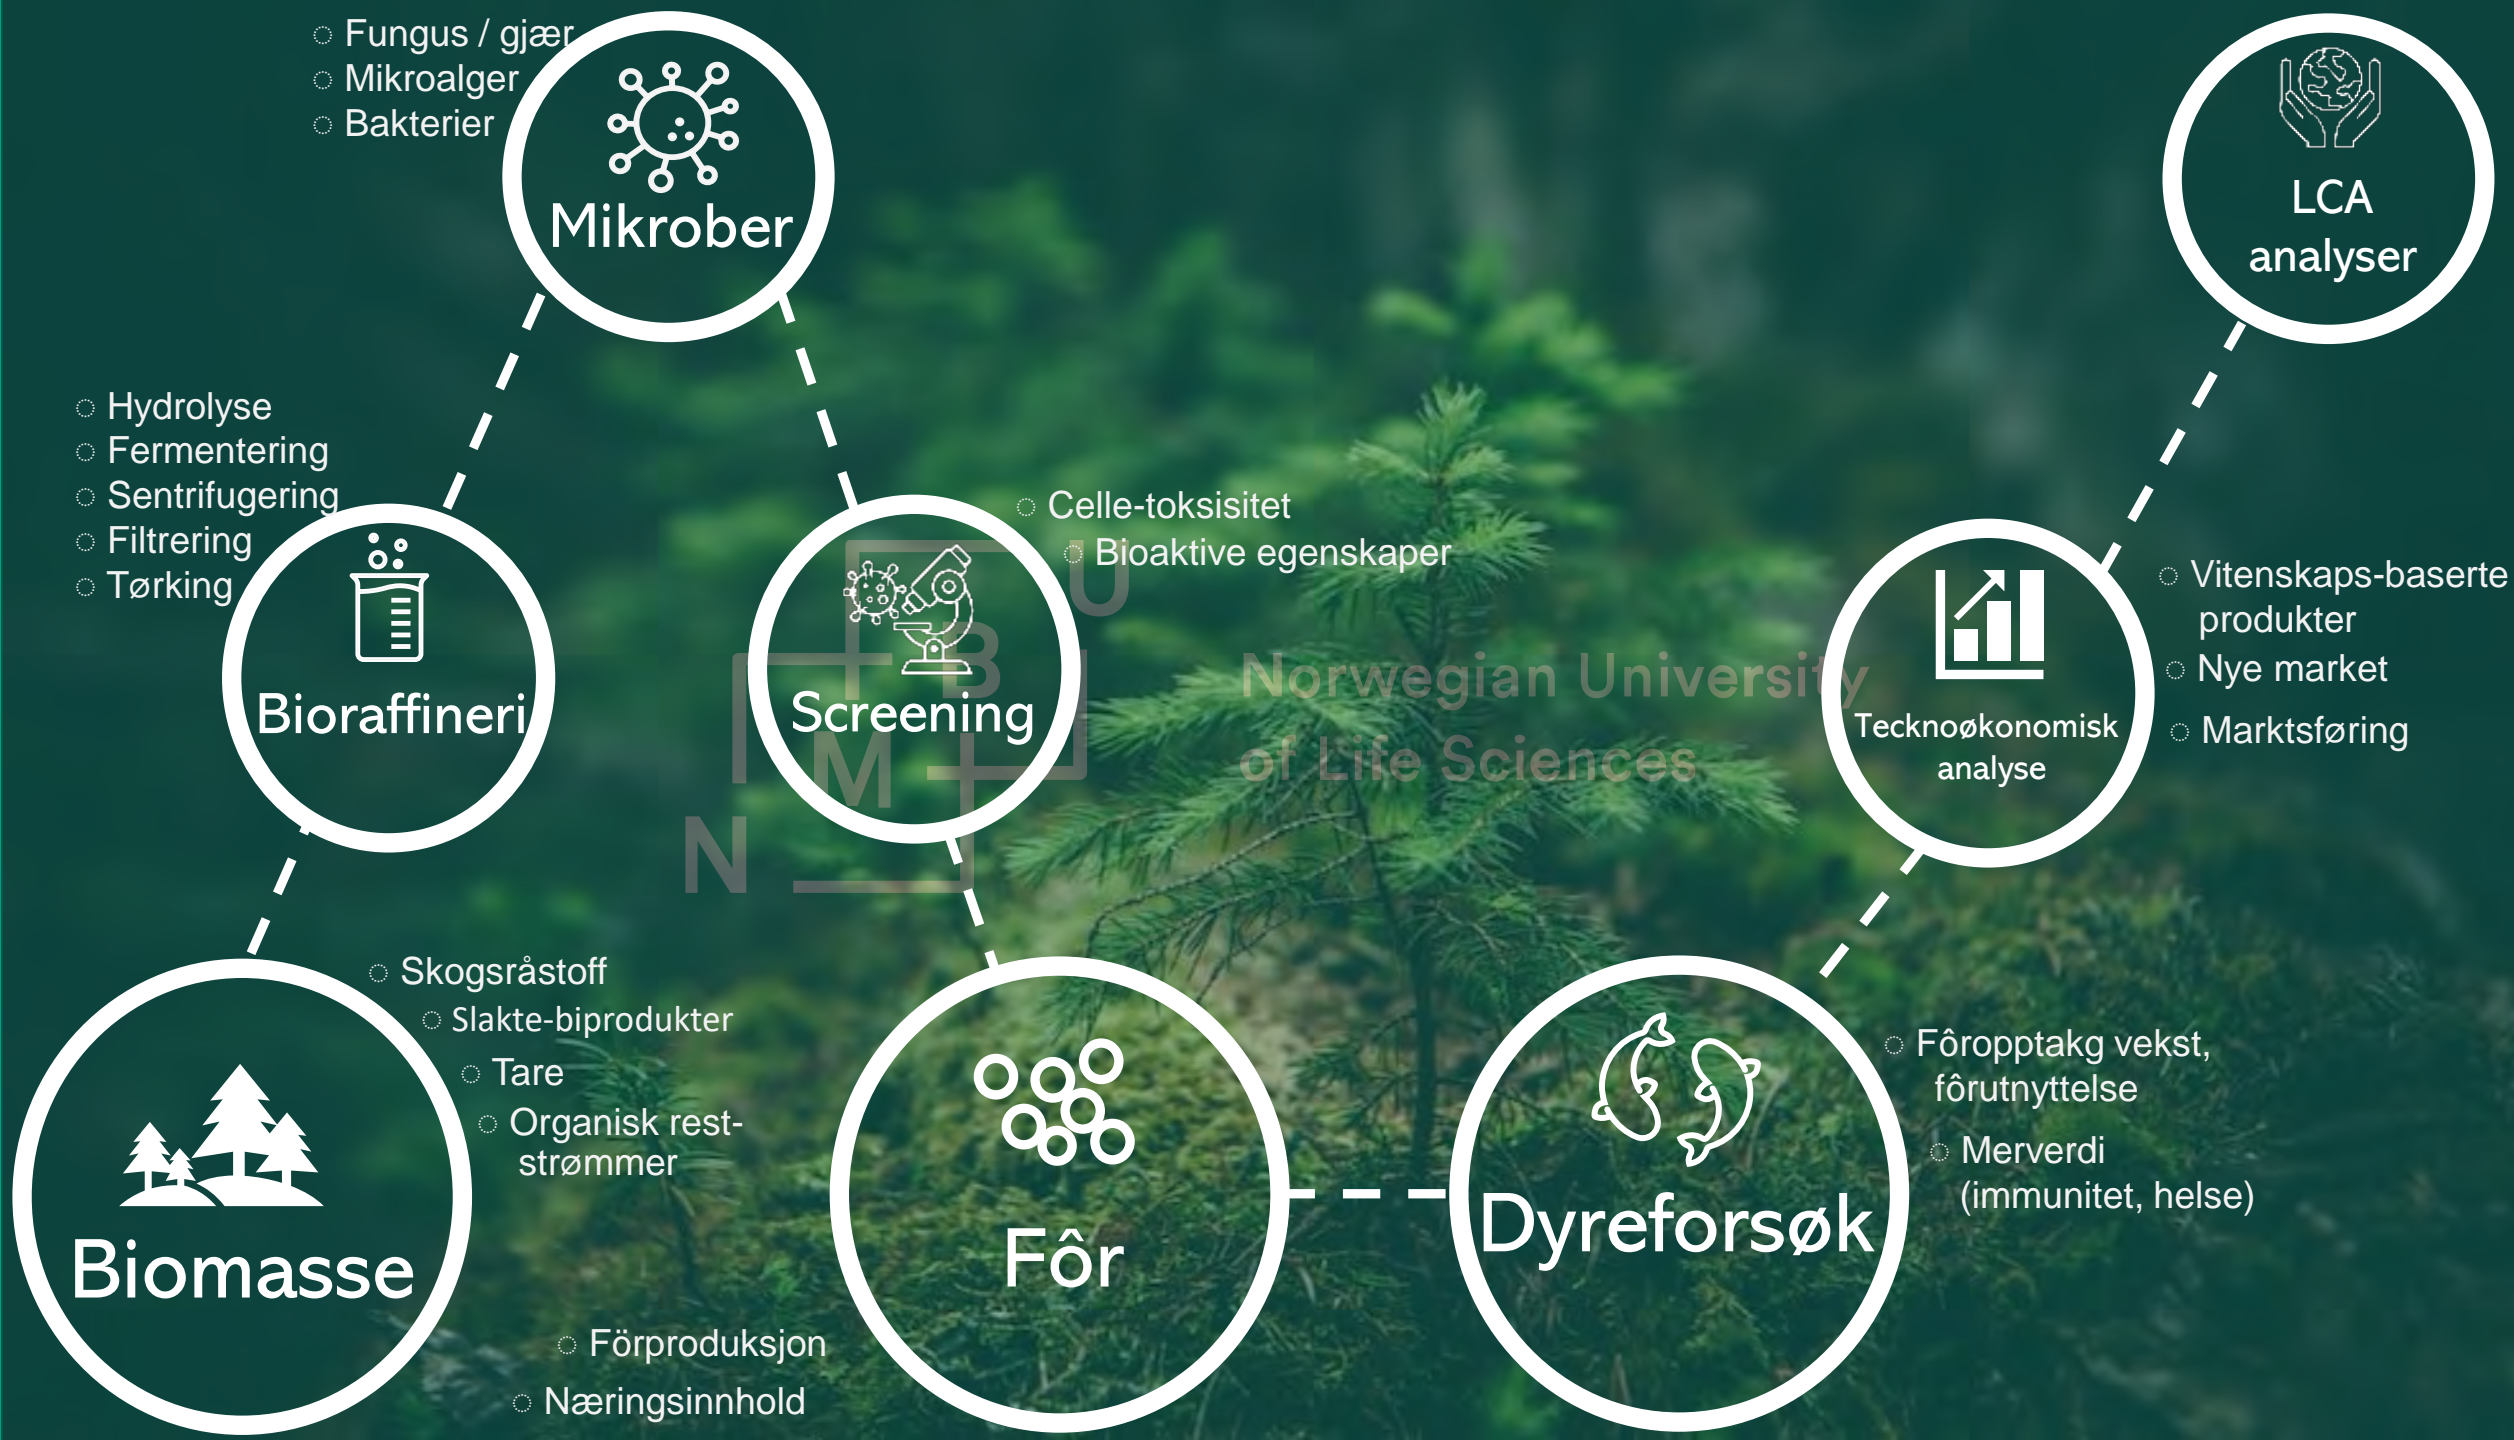 Fungus / gjær
Mikroalger
Bakterier
Mikrober
LCA
analyser
Hydrolyse
Fermentering
Sentrifugering
Filtrering
Tørking
Bioraffineri
Celle-toksisitet
Bioaktive egenskaper
Screening
U
B
M
N
Norwegian University
of Life Sciences
Tecknoøkonomisk
analyse
Vitenskaps-baserte
produkter
Nye market
Marktsføring
Skogsråstoff
Slakte-biprodukter
Tare
Organisk rest-
strømmer
Biomasse
Förproduksjon
Næringsinnhold
Fôr
Dyreforsøk
Fôropptakg vekst,
fôrutnyttelse
Merverdi
(immunitet, helse)